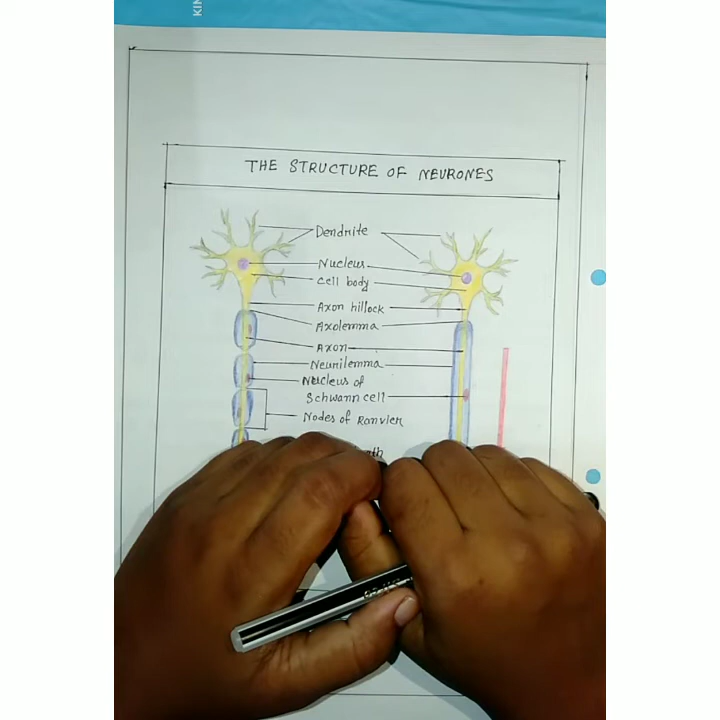 KIN
THE STRUCTURE OF NEURONES
Dendrite
Nucleus
Cell body
Axon hillock
Axolemma
Axon
Neurilemma
Nucleus of
Schwann cell
Nodes of Ranvier